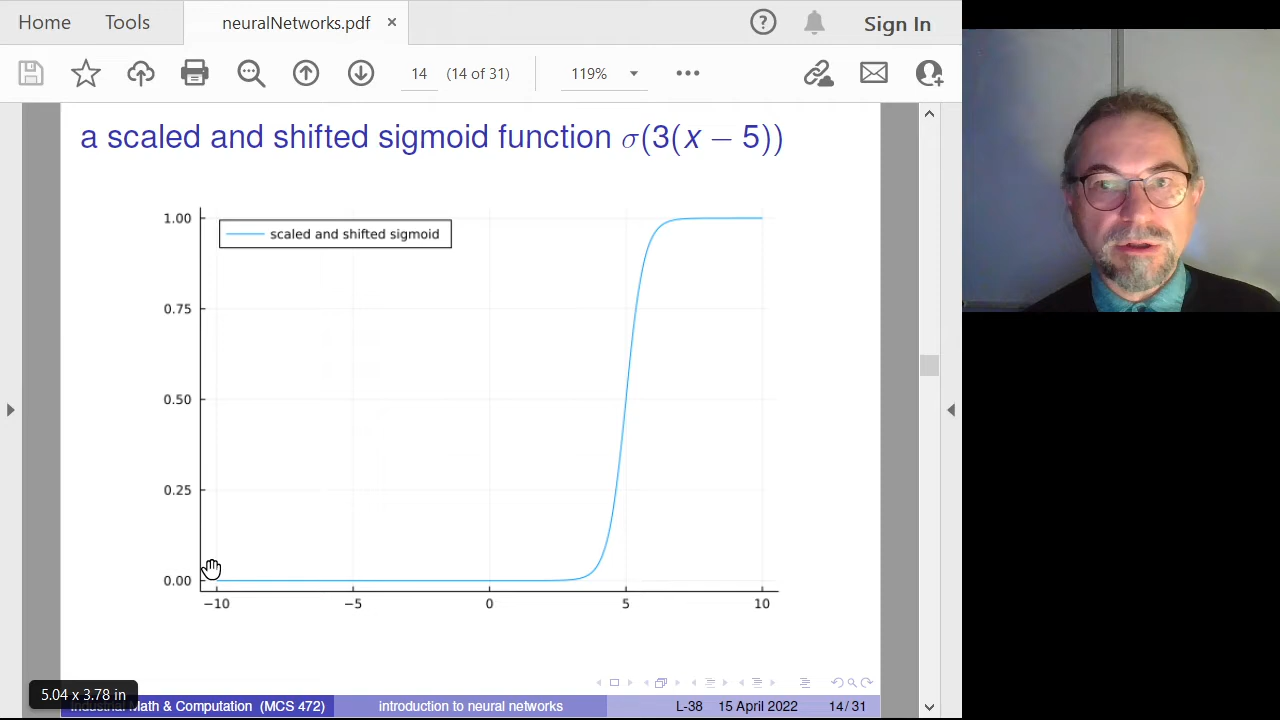 Home Tools neuralNetworks.pdf × ? Sign In
14 (14 of 31) 119%
a scaled and shifted sigmoid function σ(3(x − 5))
1.00
scaled and shifted sigmoid
0.75
0.50
0.25
0.00
−10 −5 0 5 10
5.04 x 3.78 in
Industrial Math & Computation (MCS 472) introduction to neural networks L-38 15 April 2022 14 / 31